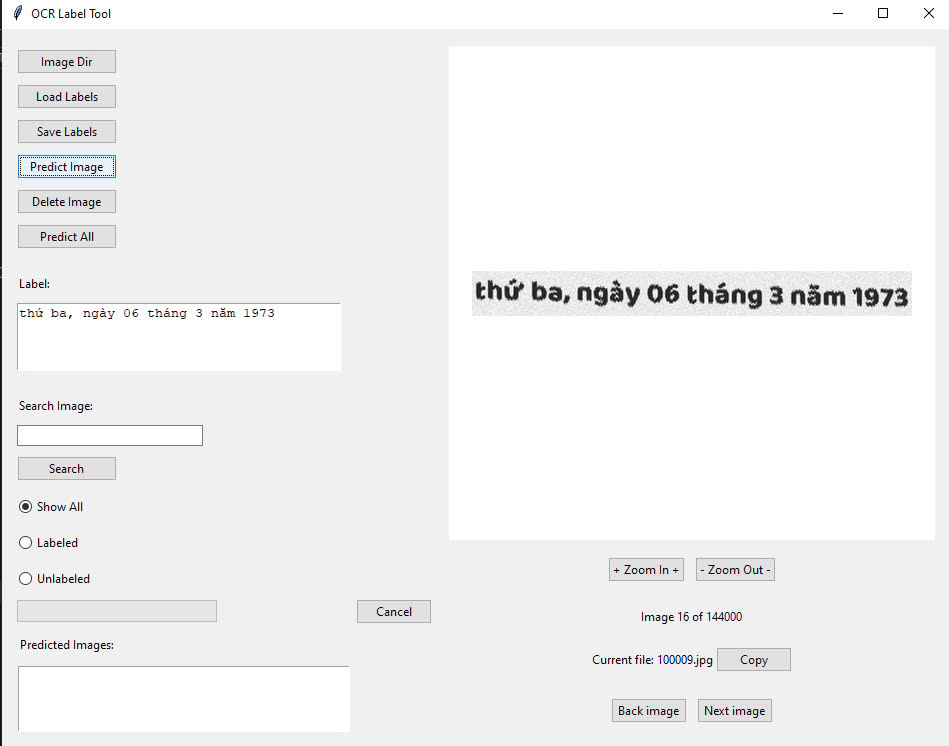 OCR Label Tool
Image Dir
Load Labels
Save Labels
Predict Image
Delete Image
Predict All
Label:
thứ ba, ngày 06 tháng 3 năm 1973
Search Image:
Search
Show All
Labeled
Unlabeled
Cancel
Predicted Images:
thứ ba, ngày 06 tháng 3 năm 1973
+ Zoom In +
- Zoom Out -
Image 16 of 144000
Current file: 100009.jpg
Copy
Back image
Next image